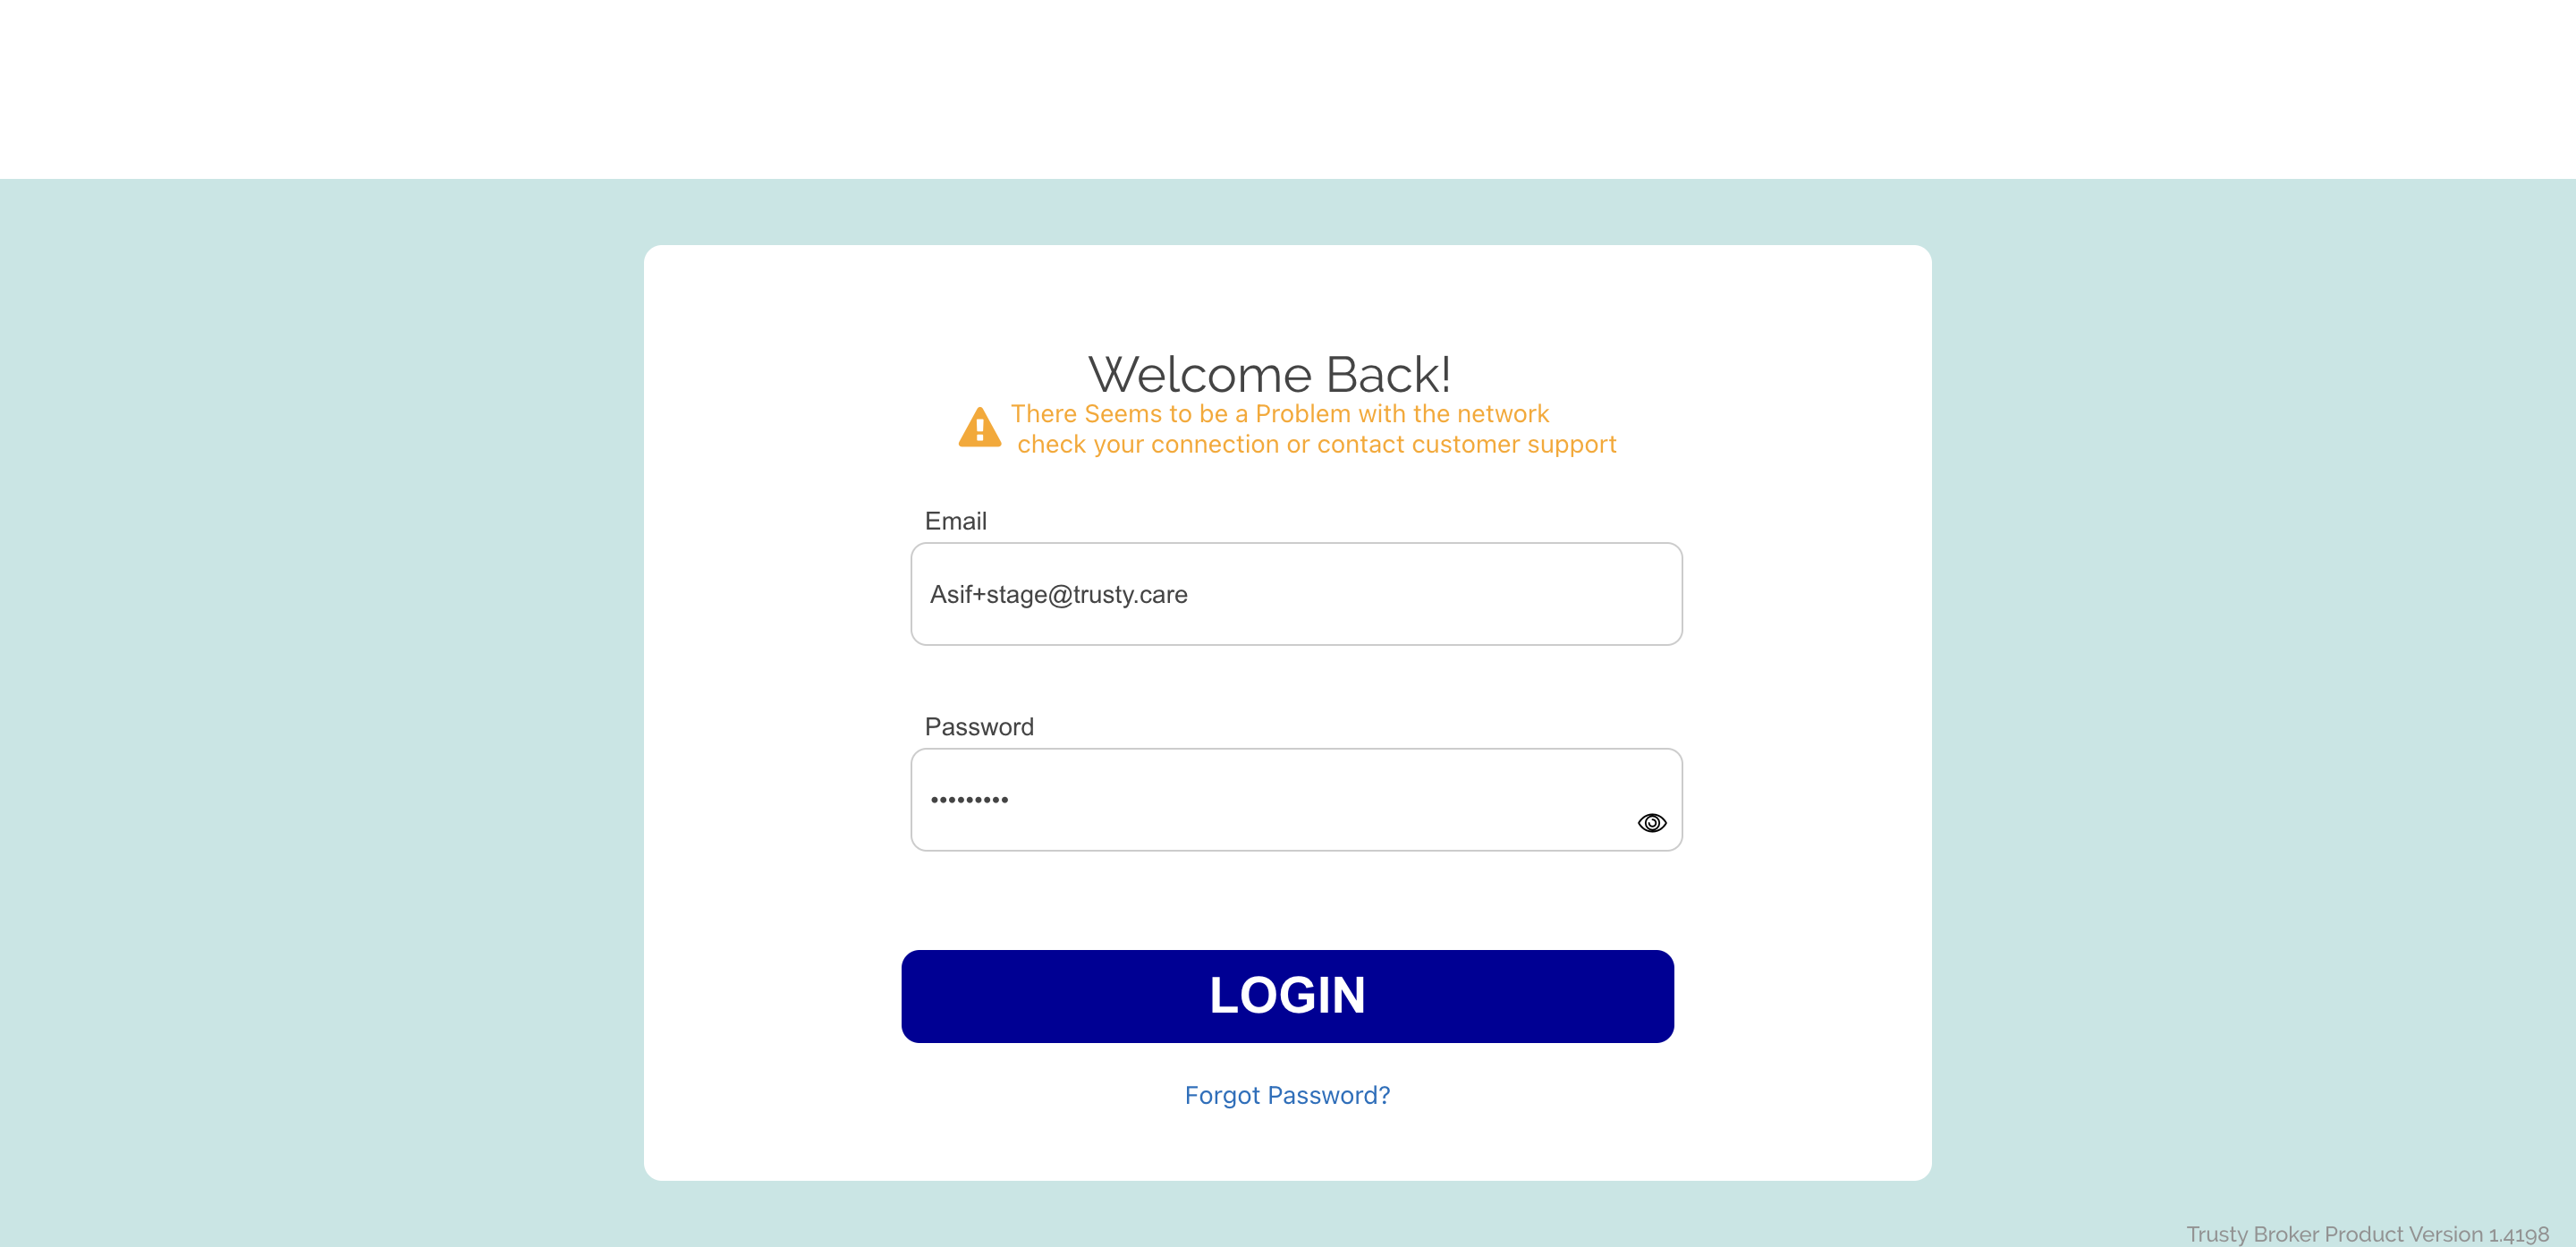 Welcome Back!
There Seems to be a Problem with the network
check your connection or contact customer support
Email
Asif+stage@trusty.care
Password
•••••••••
LOGIN
Forgot Password?
Trusty Broker Product Version 1.4198